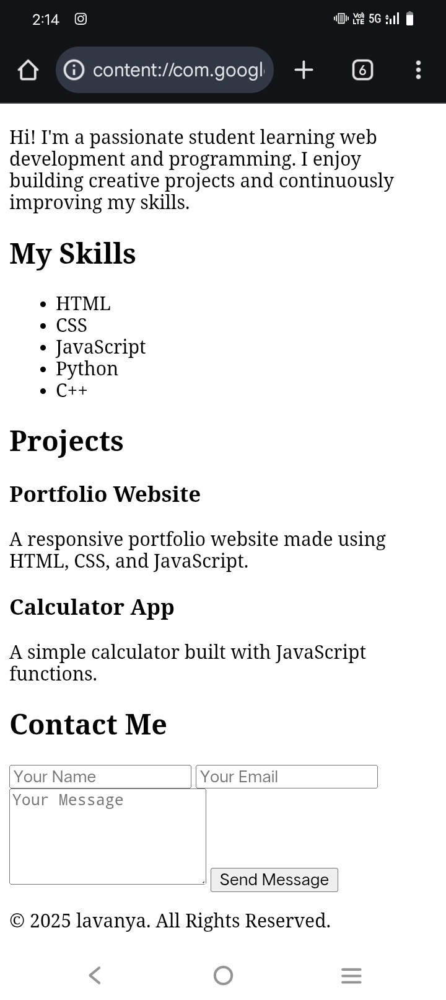 2:14
Vo)
LTE
5G
content://com.googl
6
Hi! I'm a passionate student learning web
development and programming. I enjoy
building creative projects and continuously
improving my skills.
My Skills
• HTML
• CSS
• JavaScript
• Python
• C++
Projects
Portfolio Website
A responsive portfolio website made using
HTML, CSS, and JavaScript.
Calculator App
A simple calculator built with JavaScript
functions.
Contact Me
Your Name Your Email
Your Message
Send Message
© 2025 lavanya. All Rights Reserved.